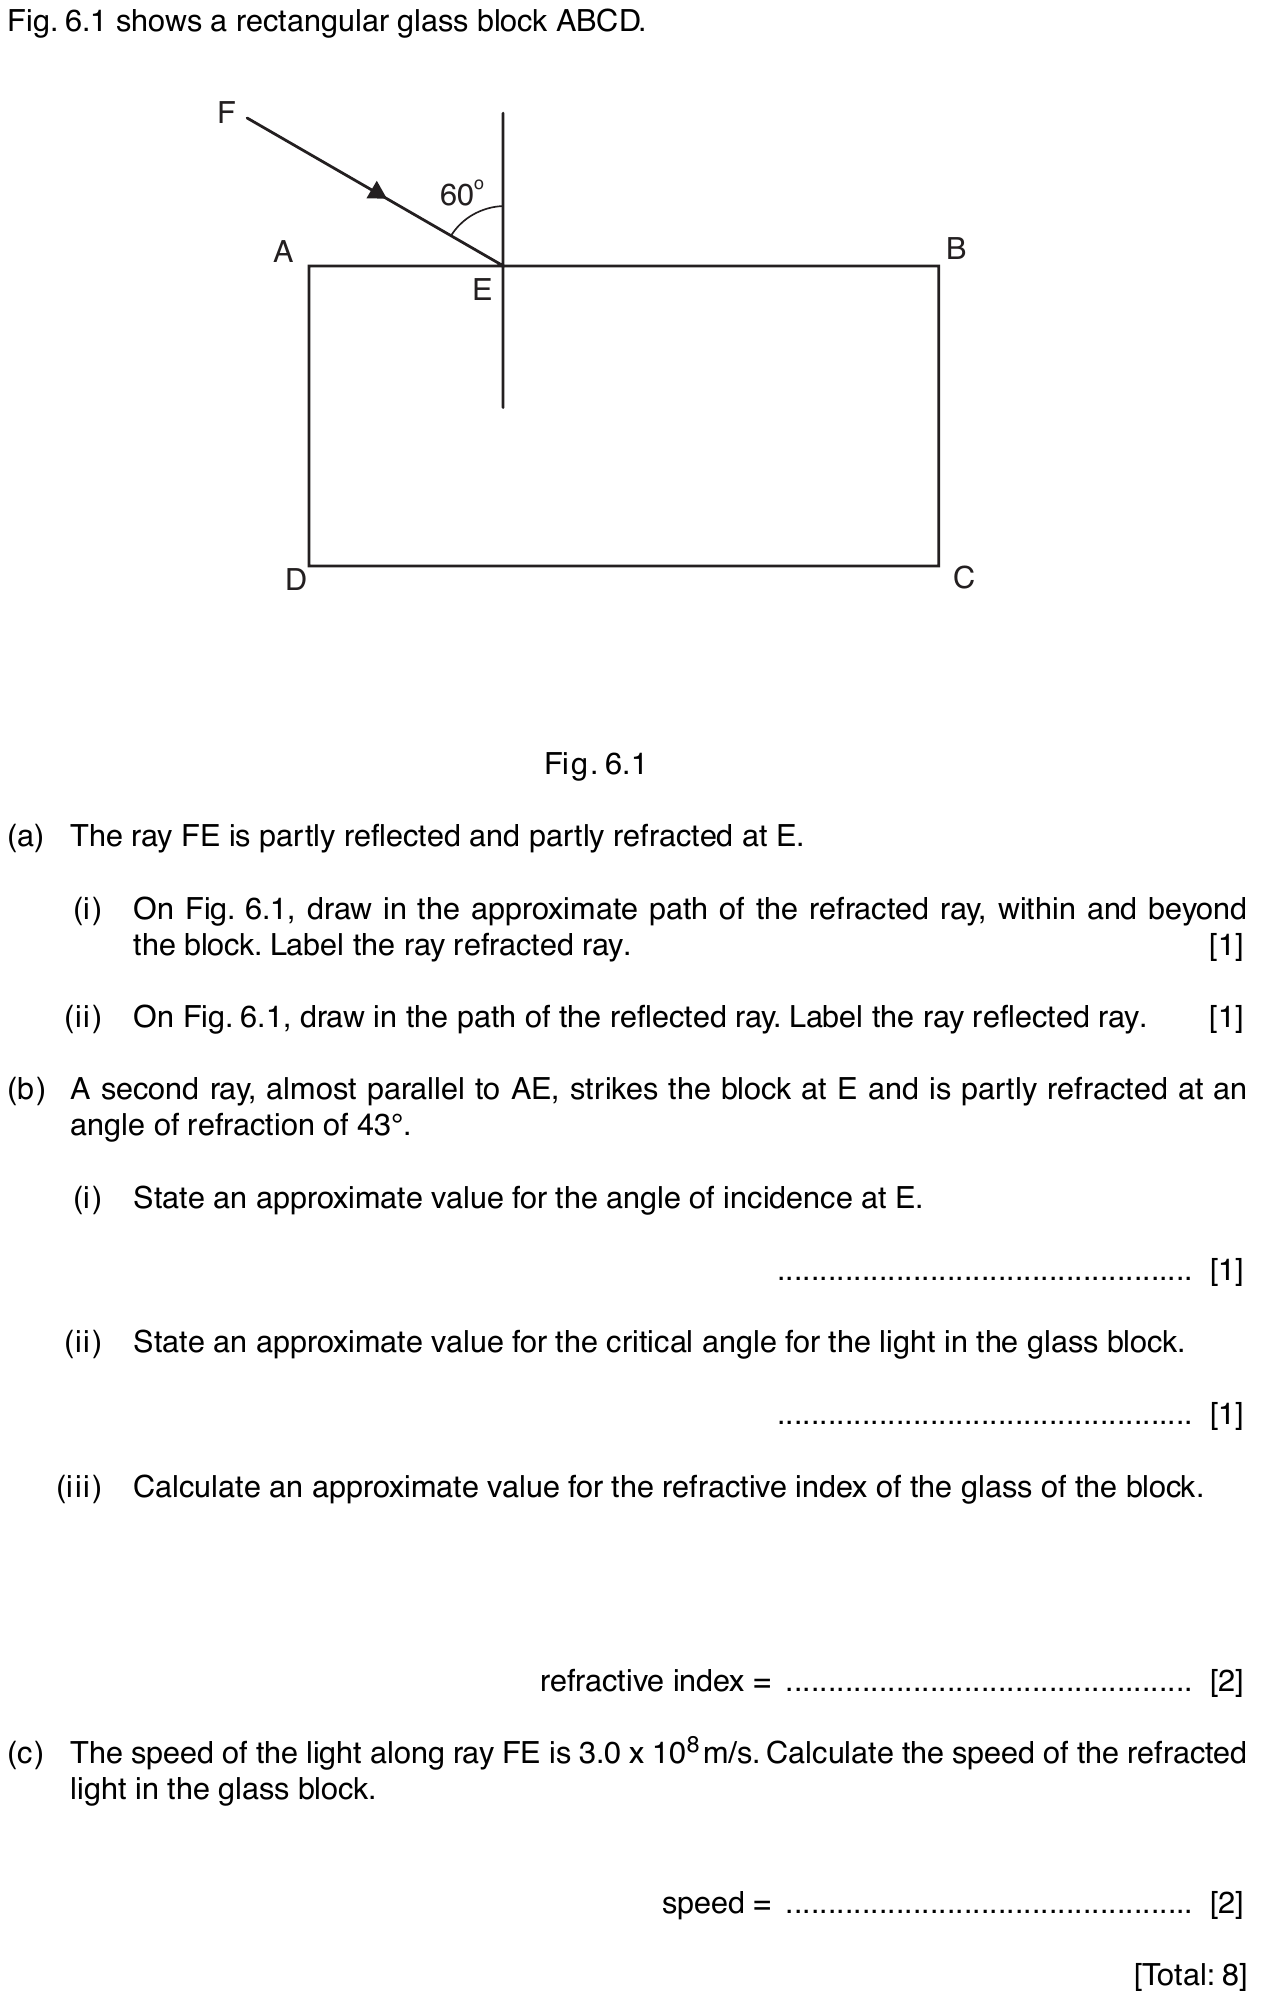 Fig. 6.1 shows a rectangular glass block ABCD.
F
60°
A
B
E
D
C
Fig. 6.1
(a) The ray FE is partly reflected and partly refracted at E.
(i) On Fig. 6.1, draw in the approximate path of the refracted ray, within and beyond
the block. Label the ray refracted ray. [1]
(ii) On Fig. 6.1, draw in the path of the reflected ray. Label the ray reflected ray. [1]
(b) A second ray, almost parallel to AE, strikes the block at E and is partly refracted at an
angle of refraction of 43°.
(i) State an approximate value for the angle of incidence at E.
.................................................. [1]
(ii) State an approximate value for the critical angle for the light in the glass block.
.................................................. [1]
(iii) Calculate an approximate value for the refractive index of the glass of the block.
refractive index = ................................................ [2]
(c) The speed of the light along ray FE is 3.0 x 10⁸ m/s. Calculate the speed of the refracted
light in the glass block.
speed = ................................................ [2]
[Total: 8]